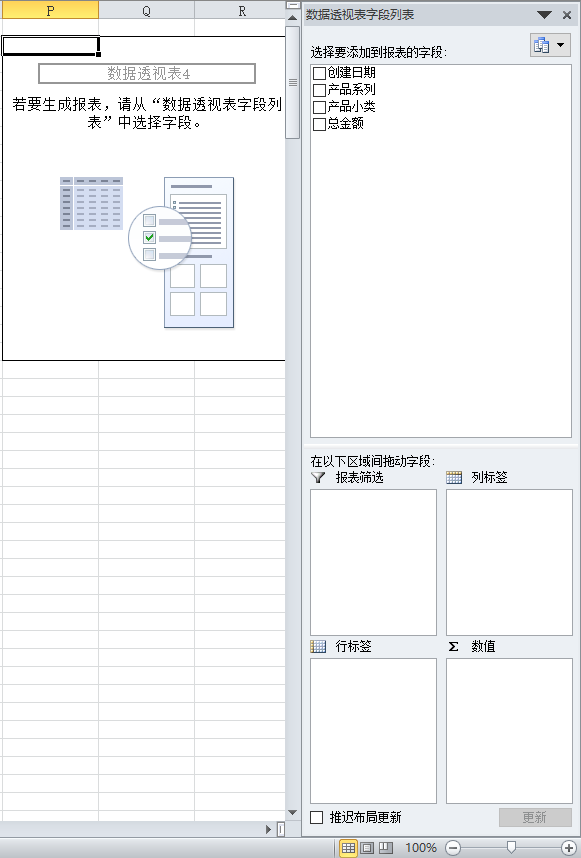 P Q R
数据透视表4
若要生成报表，请从“数据透视表字段列
表”中选择字段。
数据透视表字段列表
选择要添加到报表的字段:
创建日期
产品系列
产品小类
总金额
在以下区域间拖动字段:
报表筛选
列标签
行标签
Σ 数值
推迟布局更新
更新
100%